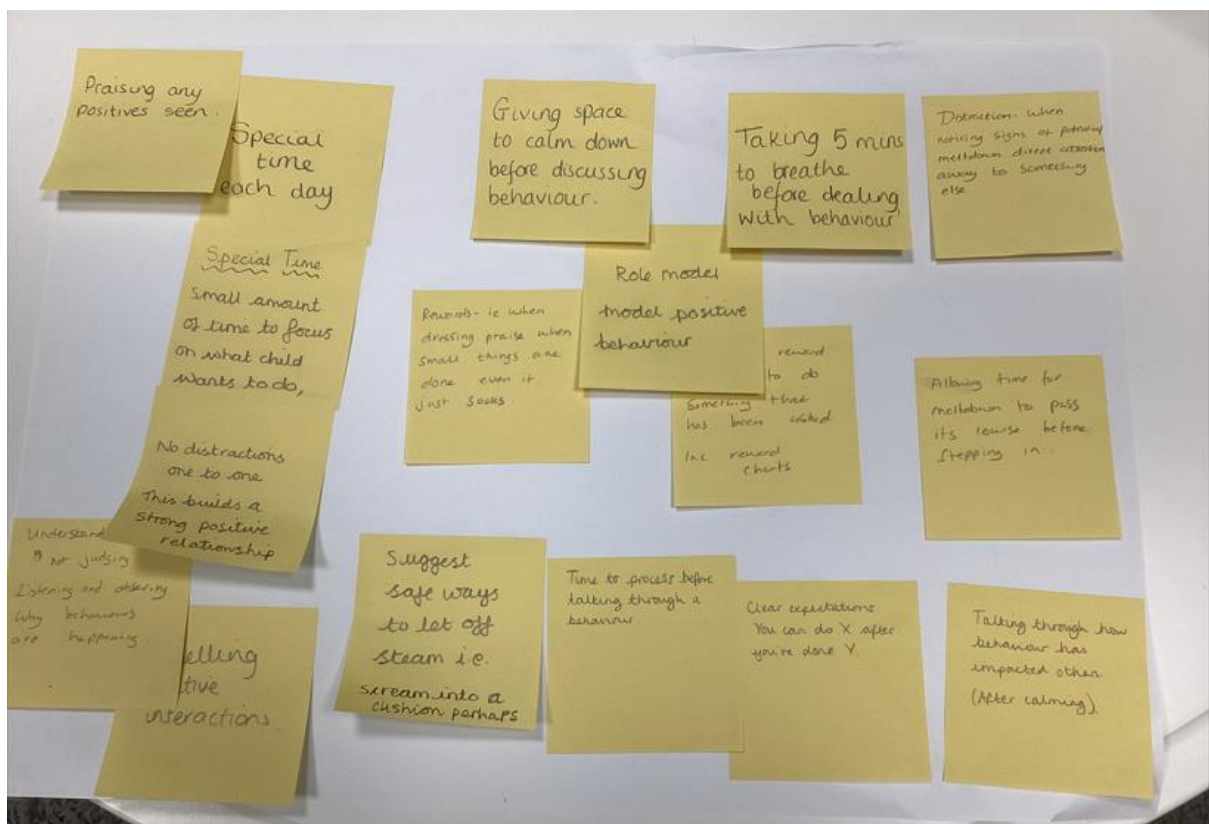 Praising any
positives seen.
Special
time
each day
Special Time
Small amount
of time to focus
on what child
wants to do,
No distractions
one to one
This builds a
strong positive
relationship
Giving space
to calm down
before discussing
behaviour.
Taking 5 mins
to breathe
before dealing
with behaviour
Distraction - when
noticing signs of
meltdown direct attention
away to something
else.
Role model
model positive
behaviour
Rewards - ie when
dressing praise when
small things are
done even it
just socks.
reward
to do
something that
has been asked
Inc reward
charts
Allowing time for
meltdown to pass
its course before
stepping in.
Understand
not judging
Listening and observing
why behaviours
are happening.
elling
tive
interactions.
Suggest
safe ways
to let off
steam i.e.
scream into a
cushion perhaps
Time to process before
talking through a
behaviour
Clear expectations
You can do X after
you're done Y.
Talking through how
behaviour has
impacted others.
(After calming).